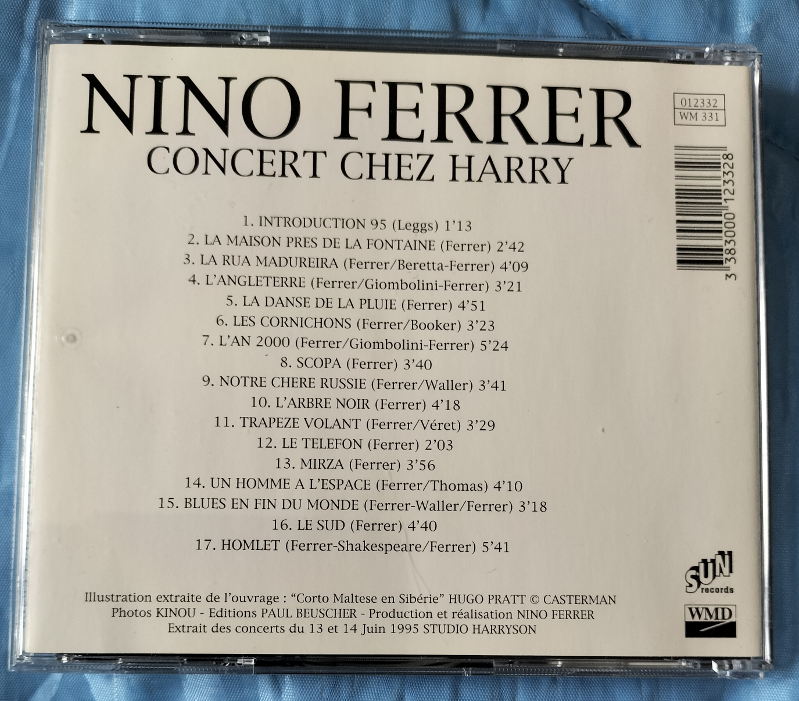 NINO FERRER
CONCERT CHEZ HARRY
012332
WM 331
3 383000 123328
1. INTRODUCTION 95 (Leggs) 1'13
2. LA MAISON PRES DE LA FONTAINE (Ferrer) 2'42
3. LA RUA MADUREIRA (Ferrer/Beretta-Ferrer) 4'09
4. L'ANGLETERRE (Ferrer/Giombolini-Ferrer) 3'21
5. LA DANSE DE LA PLUIE (Ferrer) 4'51
6. LES CORNICHONS (Ferrer/Booker) 3'23
7. L'AN 2000 (Ferrer/Giombolini-Ferrer) 5'24
8. SCOPA (Ferrer) 3'40
9. NOTRE CHERE RUSSIE (Ferrer/Waller) 3'41
10. L'ARBRE NOIR (Ferrer) 4'18
11. TRAPEZE VOLANT (Ferrer/Véret) 3'29
12. LE TELEFON (Ferrer) 2'03
13. MIRZA (Ferrer) 3'56
14. UN HOMME A L'ESPACE (Ferrer/Thomas) 4'10
15. BLUES EN FIN DU MONDE (Ferrer-Waller/Ferrer) 3'18
16. LE SUD (Ferrer) 4'40
17. HOMLET (Ferrer-Shakespeare/Ferrer) 5'41
Illustration extraite de l'ouvrage : "Corto Maltese en Sibérie" HUGO PRATT © CASTERMAN
Photos KINOU - Editions PAUL BEUSCHER - Production et réalisation NINO FERRER
Extrait des concerts du 13 et 14 Juin 1995 STUDIO HARRYSON
SUN
records
WMD